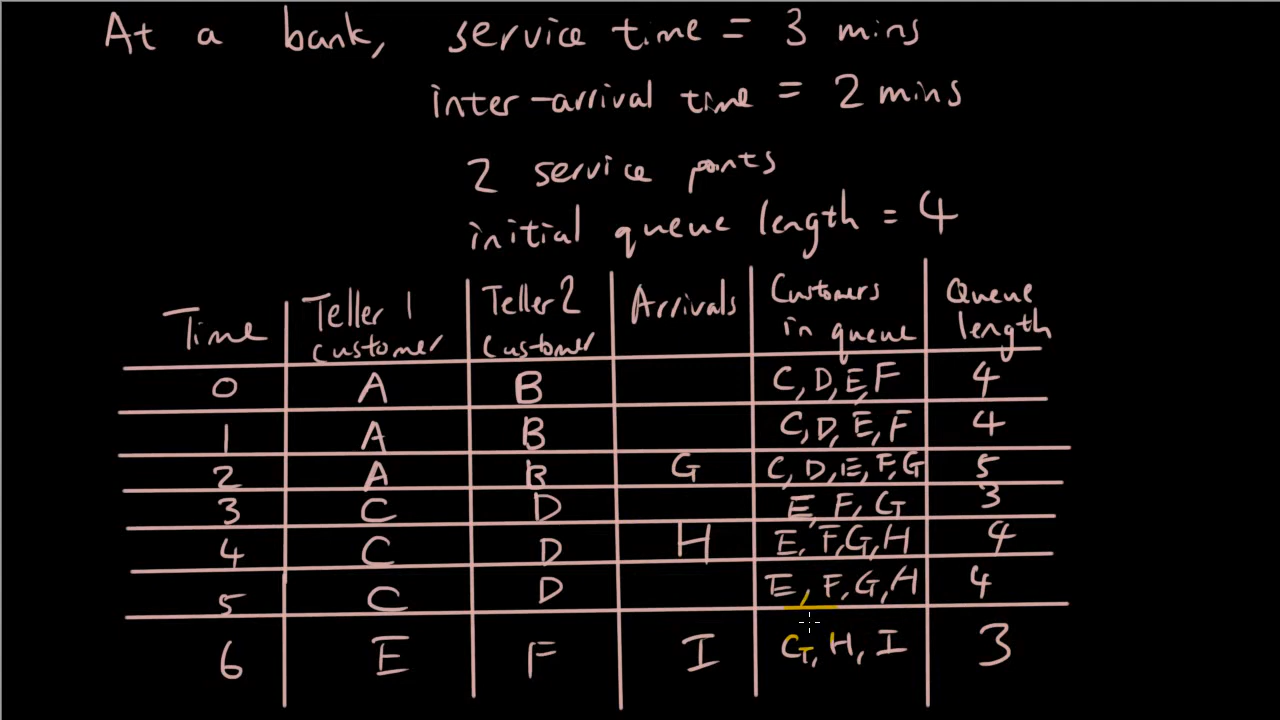 At a bank, service time = 3 mins
inter-arrival time = 2 mins
2 service points
initial queue length = 4
Time Teller 1 customer Teller 2 customer Arrivals Customers in queue Queue length
0 A B C, D, E, F 4
1 A B C, D, E, F 4
2 A B G C, D, E, F, G 5
3 C D E, F, G 3
4 C D H E, F, G, H 4
5 C D E, F, G, H 4
6 E F I G, H, I 3